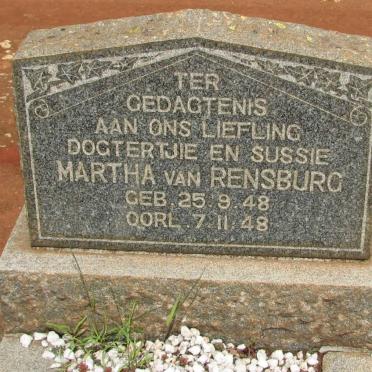 TER
GEDAGTENIS
AAN ONS LIEFLING
DOGTERTJIE EN SUSSIE
MARTHA VAN RENSBURG
GEB. 25. 9. 48
OORL. 7. 11. 48